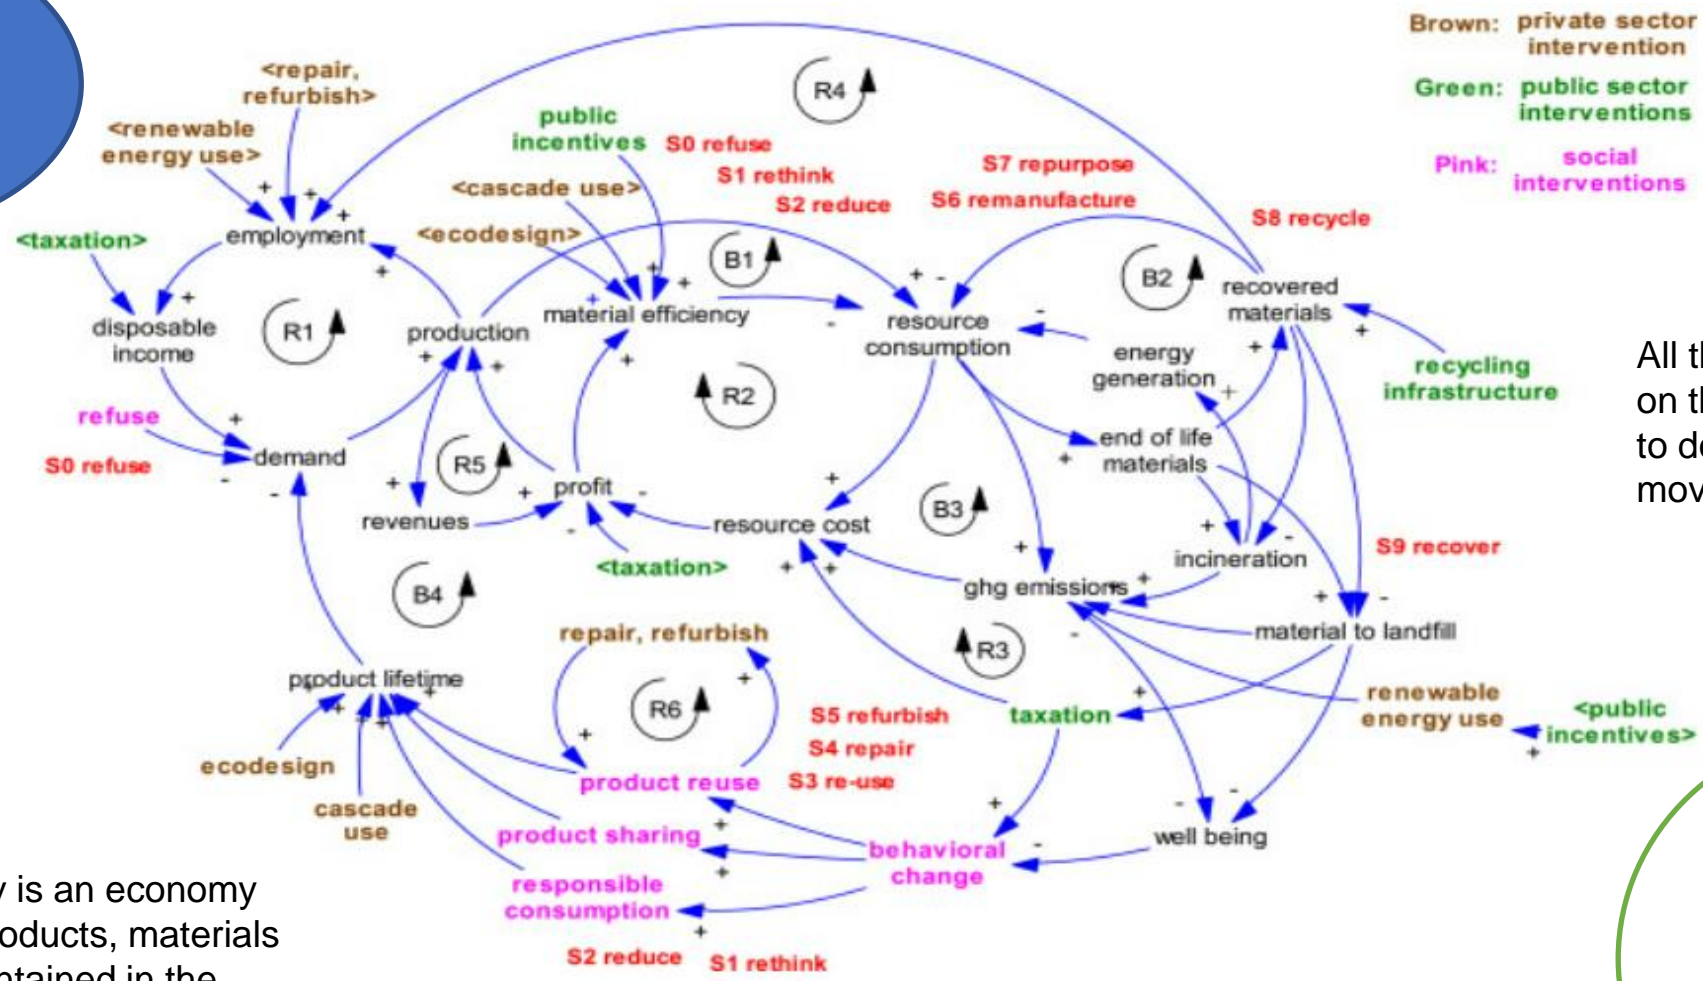 Brown: private sector
intervention
Green: public sector
interventions
Pink: social
interventions
R4
<repair,
refurbish>
<renewable
energy use>
public
incentives
S0 refuse
S1 rethink
S2 reduce
S7 repurpose
S6 remanufacture
S8 recycle
<cascade use>
<ecodesign>
<taxation>
employment
+
+
+
+
B1
B2
recovered
materials
disposable
income
+
R1
production
+
+
material efficiency
+
+
+
+
-
resource
consumption
+ -
-
energy
generation
+
+
+
recycling
infrastructure
All th
on th
to de
mov
R2
refuse
S0 refuse
demand
+
-
-
R5
profit
+
-
-
revenues
+
<taxation>
resource cost
+
+ +
B3
end of life
materials
+
incineration
+ -
S9 recover
ghg emissions
+
+
+
-
material to landfill
+ -
B4
repair, refurbish
R6
+
+
R3
product lifetime
+
+
+
+
+
ecodesign
cascade
use
S5 refurbish
S4 repair
S3 re-use
taxation
+
renewable
energy use
<public
incentives>
+
product reuse
+
product sharing
+
responsible
consumption
+
behavioral
change
+
-
well being
- -
S2 reduce
S1 rethink
y is an economy
oducts, materials
ntained in the